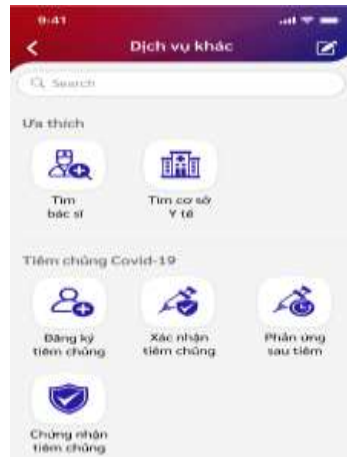 9:41
Dịch vụ khác
Search
Ưa thích
Tìm bác sĩ
Tìm cơ sở Y tế
Tiêm chủng Covid-19
Đăng ký tiêm chủng
Xác nhận tiêm chủng
Phản ứng sau tiêm
Chứng nhận tiêm chủng